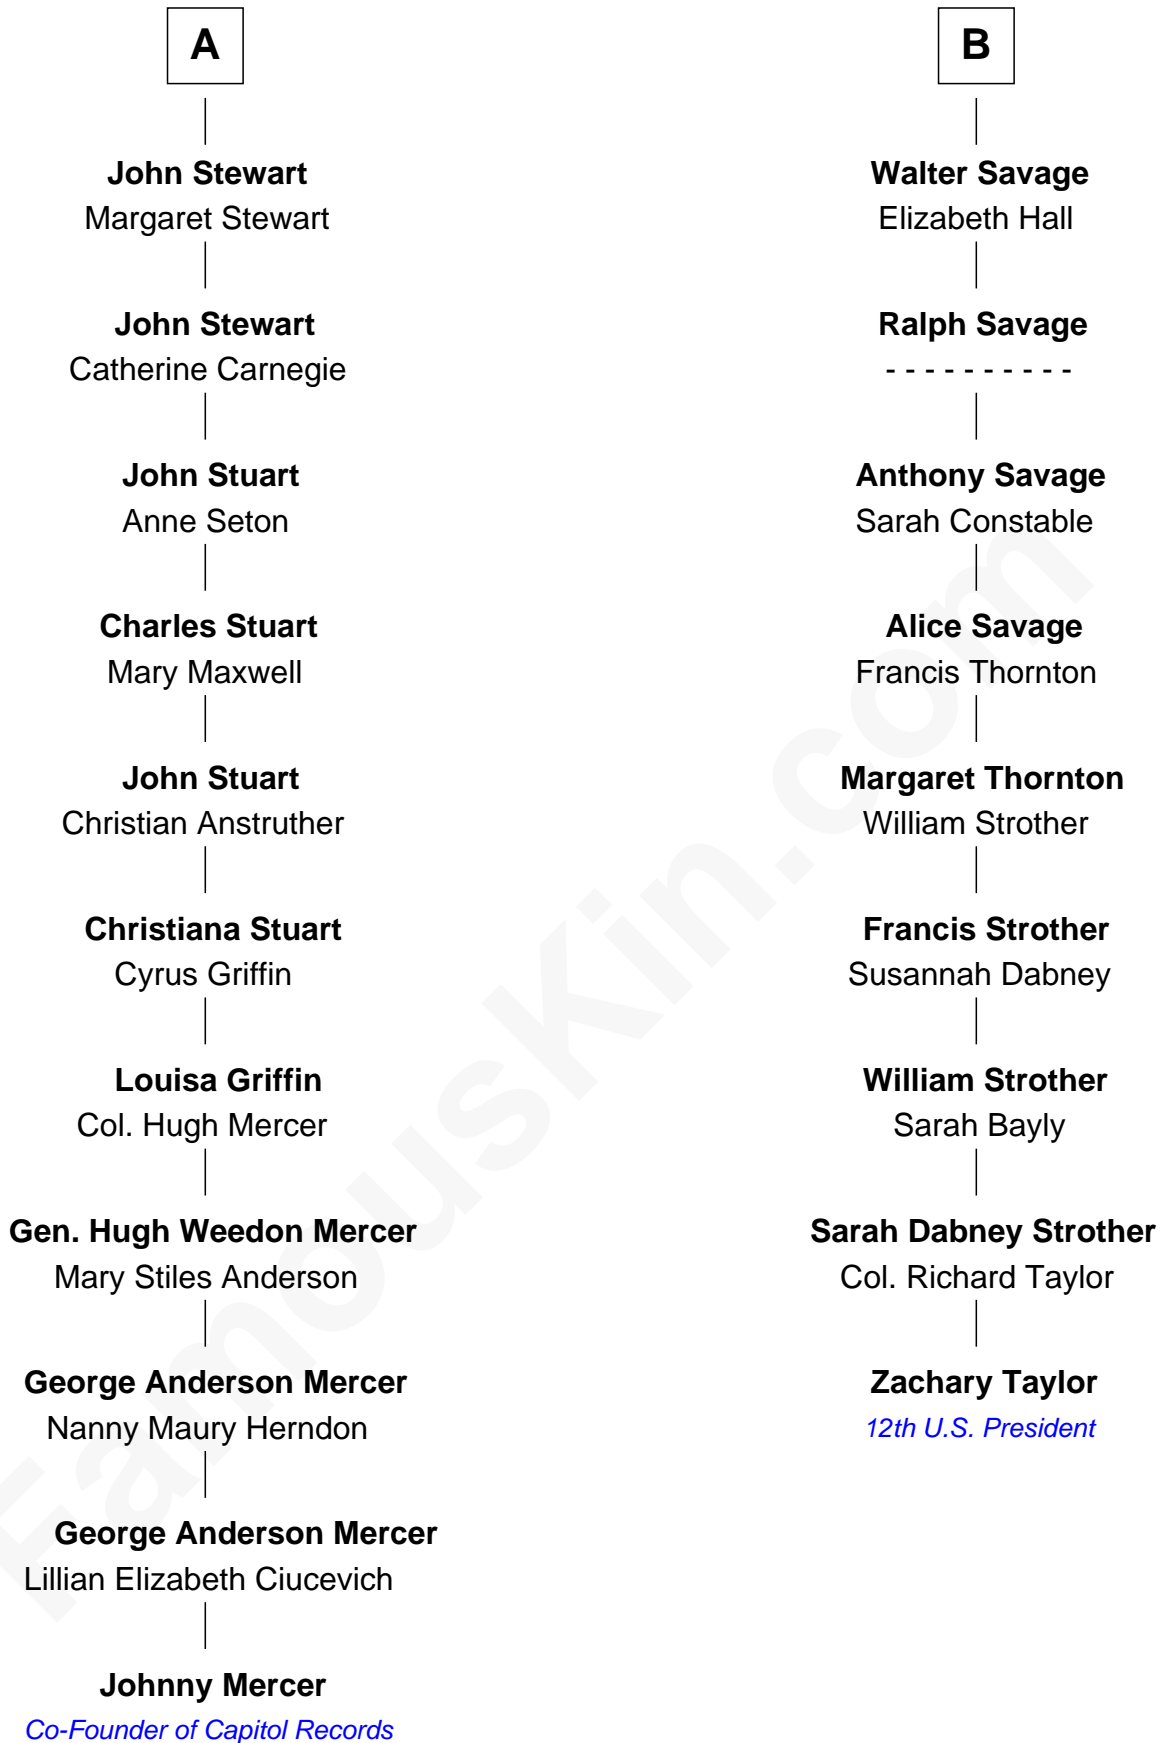 A
John Stewart
Margaret Stewart
John Stewart
Catherine Carnegie
John Stuart
Anne Seton
Charles Stuart
Mary Maxwell
John Stuart
Christian Anstruther
Christiana Stuart
Cyrus Griffin
Louisa Griffin
Col. Hugh Mercer
Gen. Hugh Weedon Mercer
Mary Stiles Anderson
George Anderson Mercer
Nanny Maury Herndon
George Anderson Mercer
Lillian Elizabeth Ciucevich
Johnny Mercer
Co-Founder of Capitol Records
B
Walter Savage
Elizabeth Hall
Ralph Savage
- - - - - - - - - -
Anthony Savage
Sarah Constable
Alice Savage
Francis Thornton
Margaret Thornton
William Strother
Francis Strother
Susannah Dabney
William Strother
Sarah Bayly
Sarah Dabney Strother
Col. Richard Taylor
Zachary Taylor
12th U.S. President
FamousKin.com